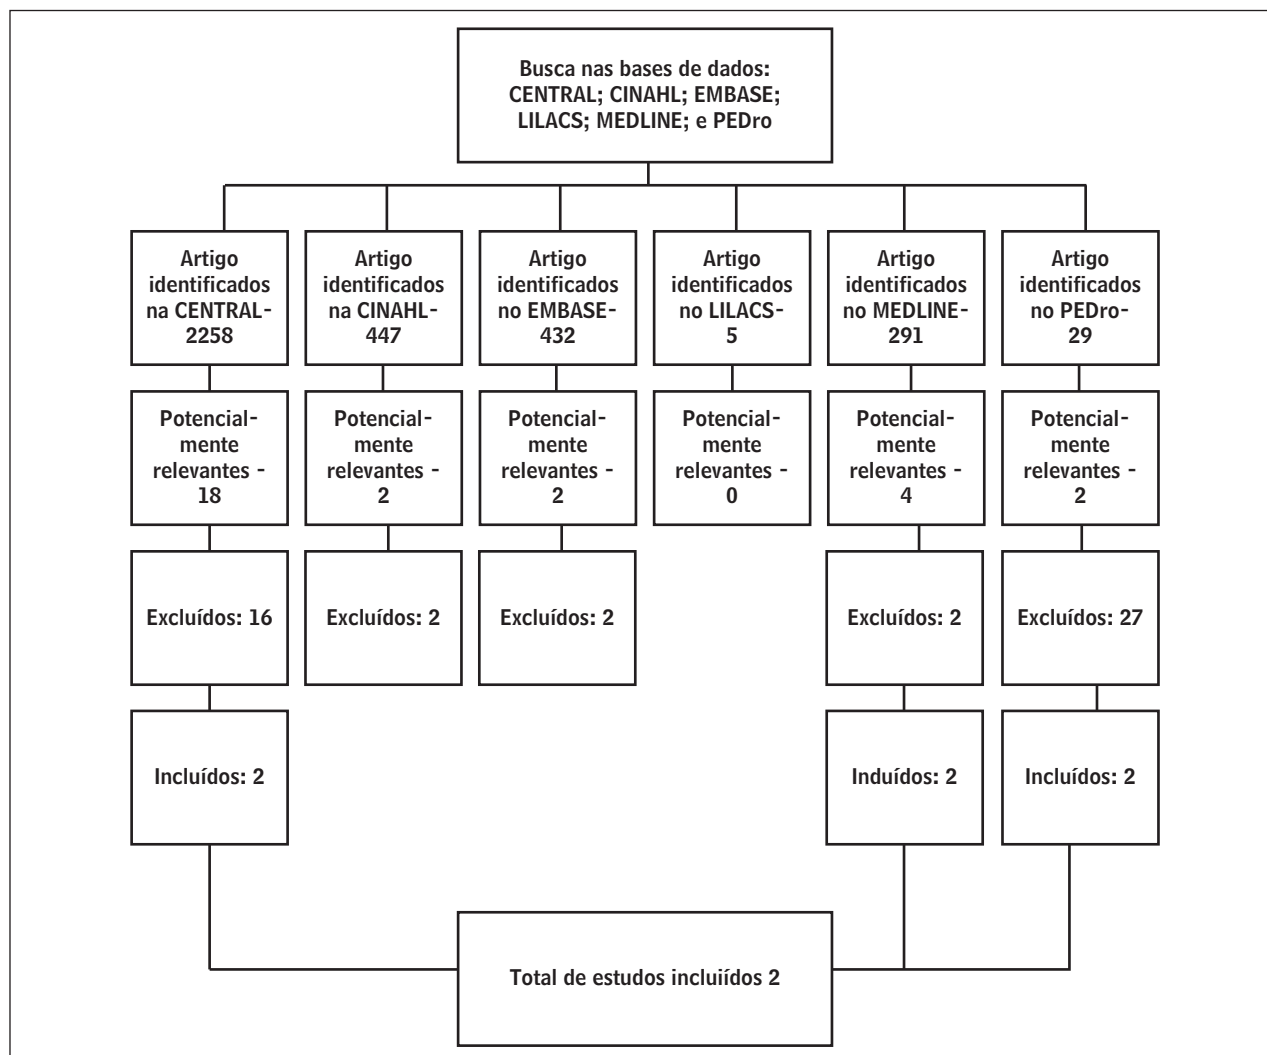 Busca nas bases de dados:
CENTRAL; CINAHL; EMBASE;
LILACS; MEDLINE; e PEDro
Artigo
identificados
na CENTRAL-
2258
Artigo
identificados
na CINAHL-
447
Artigo
identificados
no EMBASE-
432
Artigo
identificados
no LILACS-
5
Artigo
identificados
no MEDLINE-
291
Artigo
identificados
no PEDro-
29
Potencial-
mente
relevantes -
18
Potencial-
mente
relevantes -
2
Potencial-
mente
relevantes -
2
Potencial-
mente
relevantes -
0
Potencial-
mente
relevantes -
4
Potencial-
mente
relevantes -
2
Excluídos: 16
Excluídos: 2
Excluídos: 2
Excluídos: 2
Excluídos: 27
Incluídos: 2
Induídos: 2
Incluídos: 2
Total de estudos incluiídos 2